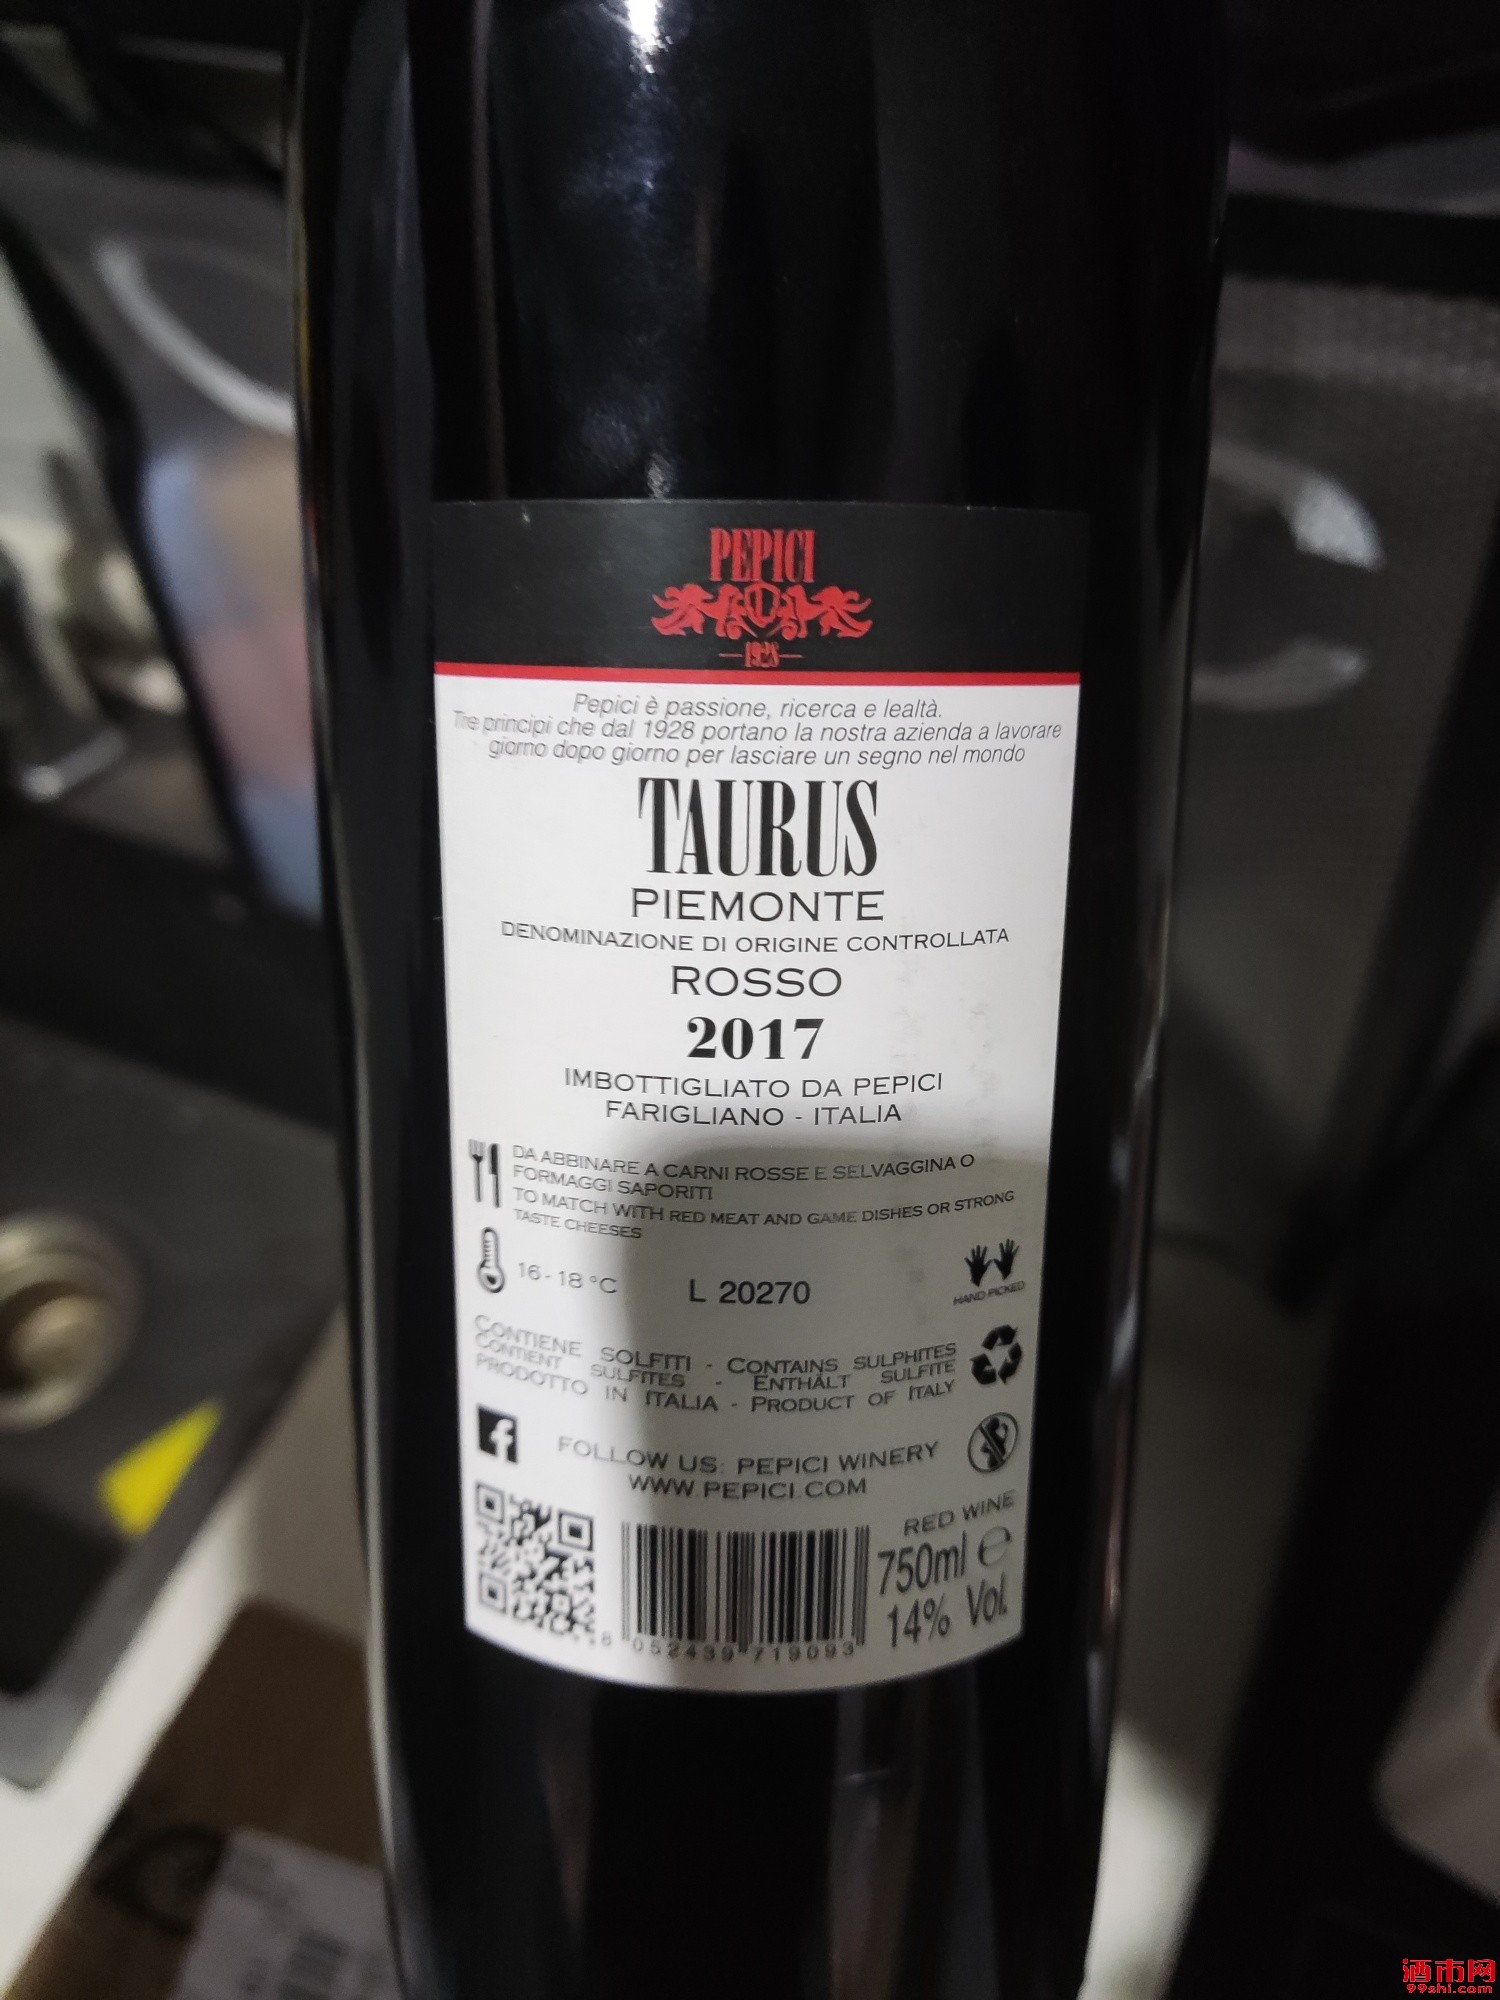 PEPICI
1928
Pepici è passione, ricerca e lealtà.
Tre principi che dal 1928 portano la nostra azienda a lavorare
giorno dopo giorno per lasciare un segno nel mondo
TAURUS
PIEMONTE
DENOMINAZIONE DI ORIGINE CONTROLLATA
ROSSO
2017
IMBOTTIGLIATO DA PEPICI
FARIGLIANO - ITALIA
DA ABBINARE A CARNI ROSSE E SELVAGGINA O
FORMAGGI SAPORITI
TO MATCH WITH RED MEAT AND GAME DISHES OR STRONG
TASTE CHEESES
16-18 °C
L 20270
HAND PICKED
CONTIENE SOLFITI - CONTAINS SULPHITES
CONTIENT SULFITES - ENTHÄLT SULFITE
PRODOTTO IN ITALIA - PRODUCT OF ITALY
FOLLOW US: PEPICI WINERY
WWW.PEPICI.COM
RED WINE
750ml e
14% Vol.
8 052439 719093
酒市网
99shi.com